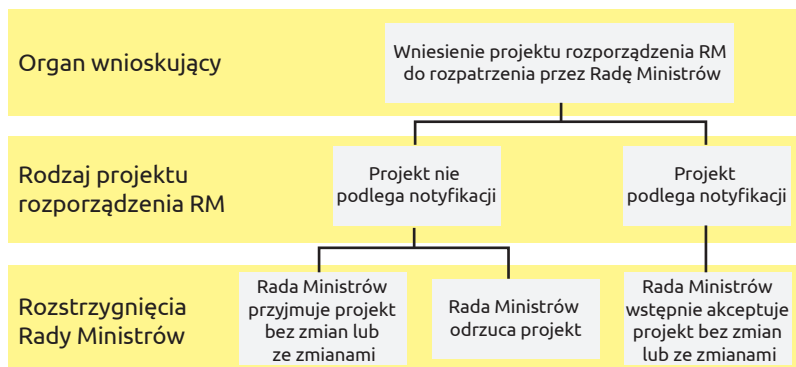 Organ wnioskujący
Wniesienie projektu rozporządzenia RM
do rozpatrzenia przez Radę Ministrów
Rodzaj projektu
rozporządzenia RM
Projekt nie
podlega notyfikacji
Projekt
podlega notyfikacji
Rozstrzygnięcia
Rady Ministrów
Rada Ministrów
przyjmuje projekt
bez zmian lub
ze zmianami
Rada Ministrów
odrzuca projekt
Rada Ministrów
wstępnie akceptuje
projekt bez zmian
lub ze zmianami